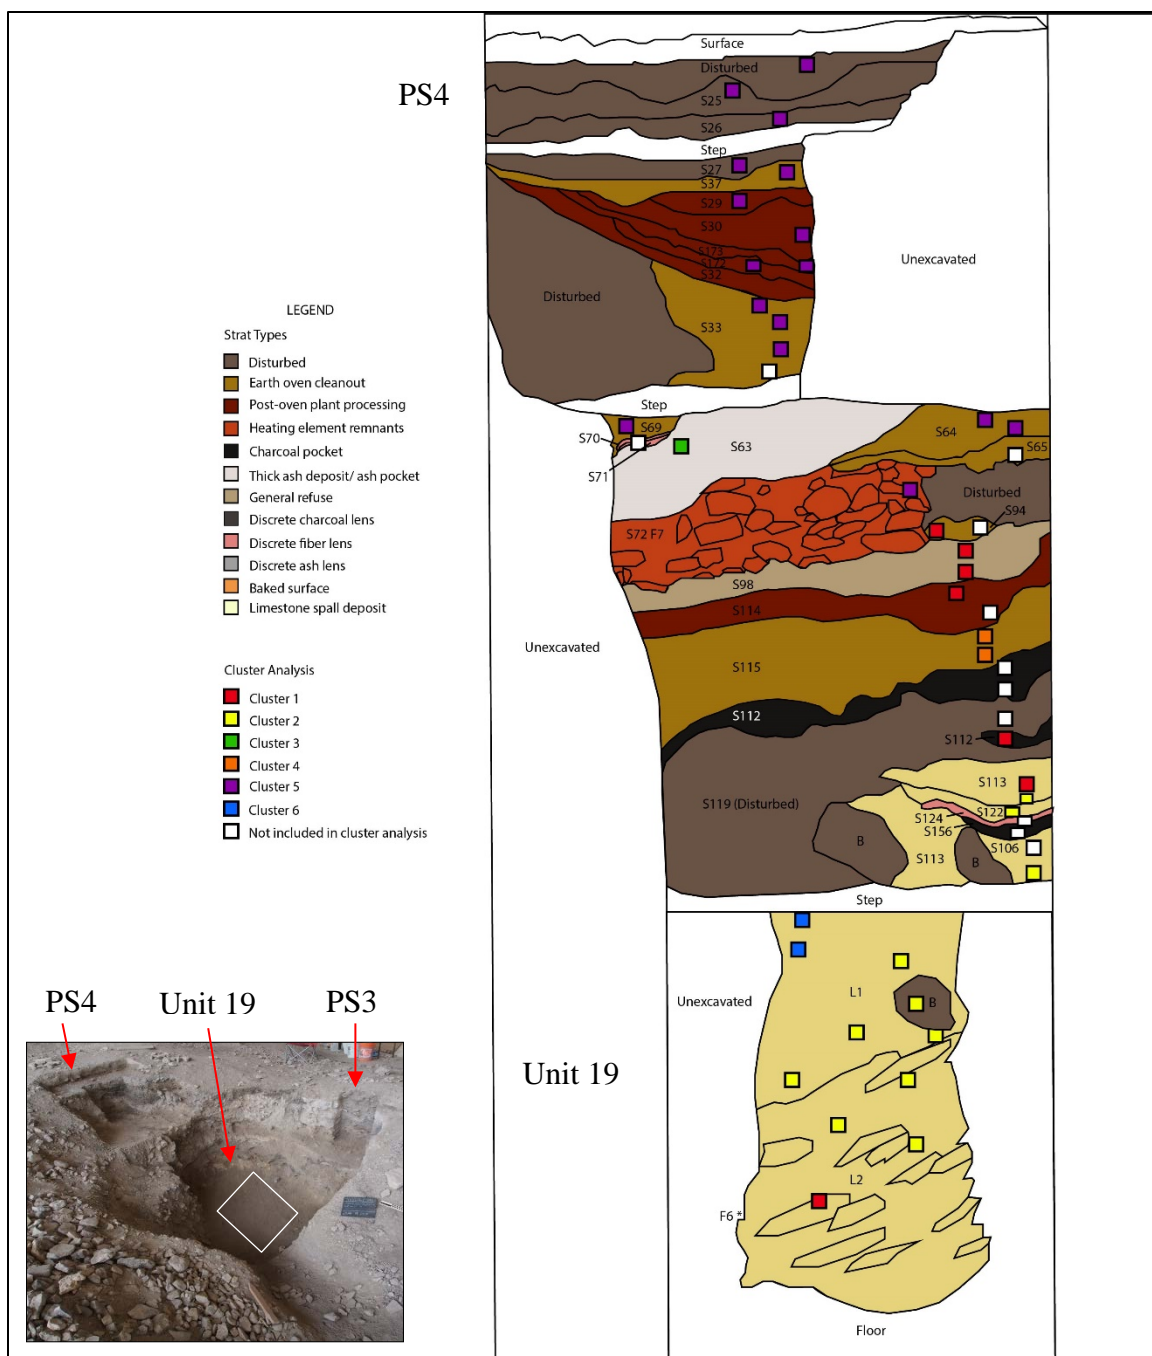 Surface
Disturbed
PS4
S25
S26
Step
S27
S37
S29
S30
S173
S172
S32
Unexcavated
Disturbed
S33
LEGEND
Strat Types
Disturbed
Earth oven cleanout
Post-oven plant processing
Heating element remnants
Charcoal pocket
Thick ash deposit/ ash pocket
General refuse
Discrete charcoal lens
Discrete fiber lens
Discrete ash lens
Baked surface
Limestone spall deposit
Step
S69
S70
S71
S63
S64
S65
Disturbed
S94
S72 F7
S98
S114
Unexcavated
S115
S112
S112
Cluster Analysis
Cluster 1
Cluster 2
Cluster 3
Cluster 4
Cluster 5
Cluster 6
Not included in cluster analysis
S113
S119 (Disturbed)
S122
S124
S156
S106
B
S113
B
Step
Unexcavated
L1
B
L2
F6 *
Unit 19
Floor
PS4
Unit 19
PS3